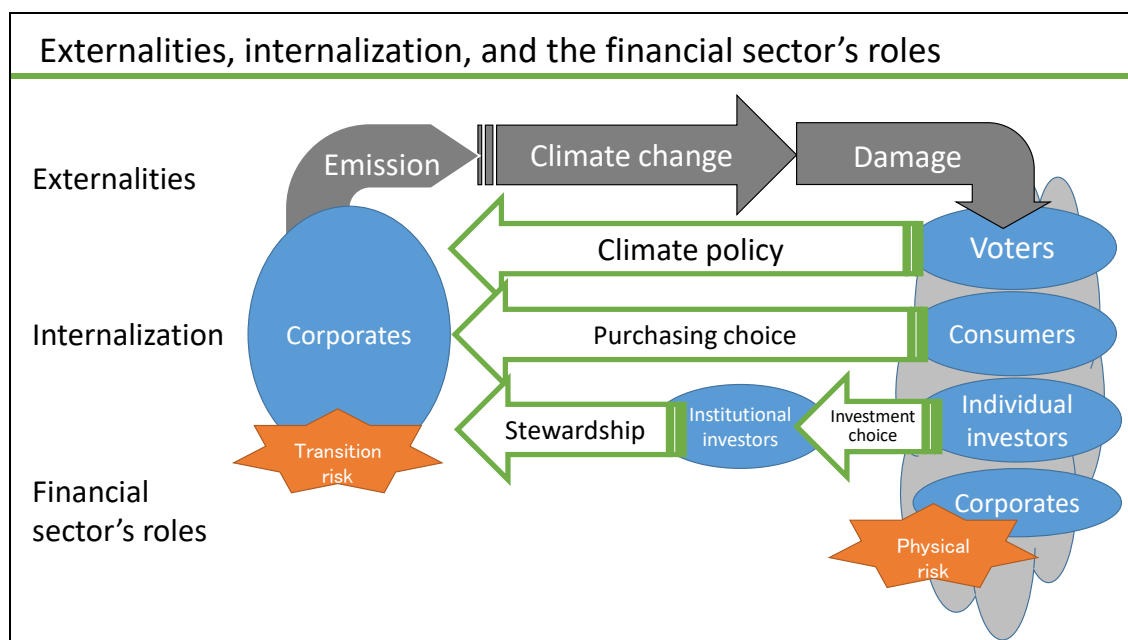 Externalities, internalization, and the financial sector's roles
Externalities
Emission
Climate change
Damage
Climate policy
Voters
Internalization
Corporates
Purchasing choice
Consumers
Stewardship
Institutional
investors
Investment
choice
Individual
investors
Transition
risk
Financial
sector's roles
Corporates
Physical
risk